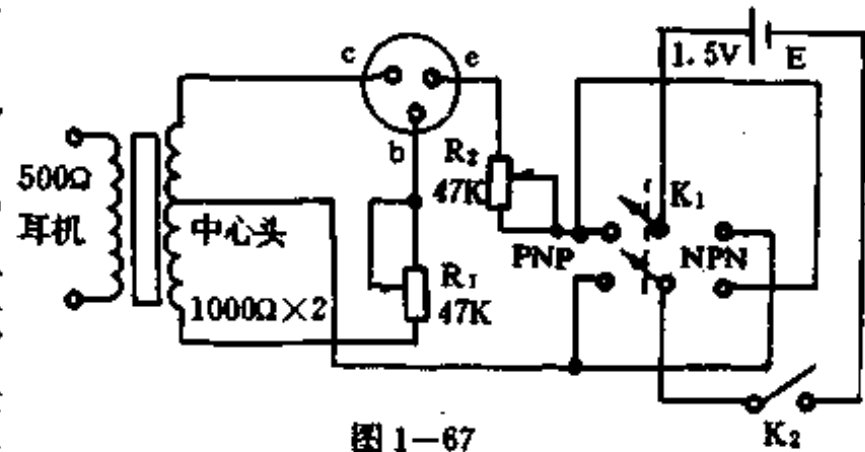 c
e
1.5V
E
b
R₂
47K
500Ω
耳机
中心头
K₁
PNP
NPN
R₁
47K
1000Ω×2
K₂
图 1-67